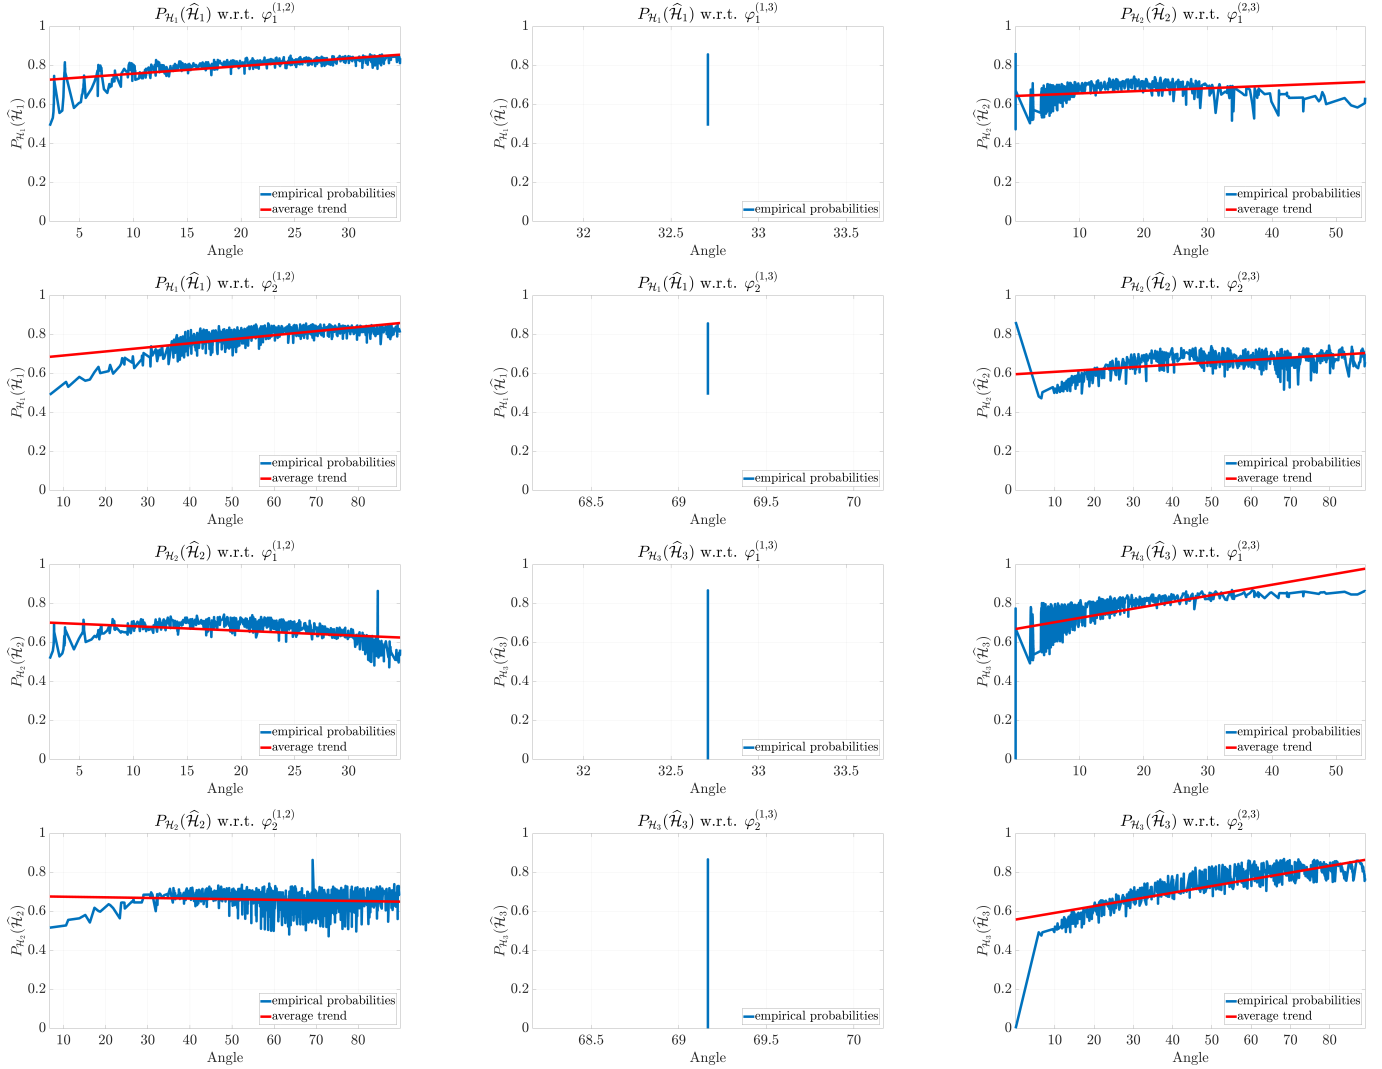 P_{H_1}(Ĥ_1) w.r.t. φ_1^{(1,2)}
P_{H_1}(Ĥ_1)
1
0.8
0.6
0.4
0.2
0
5 10 15 20 25 30
Angle
empirical probabilities
average trend
P_{H_1}(Ĥ_1) w.r.t. φ_1^{(1,3)}
P_{H_1}(Ĥ_1)
1
0.8
0.6
0.4
0.2
0
32 32.5 33 33.5
Angle
empirical probabilities
P_{H_2}(Ĥ_2) w.r.t. φ_1^{(2,3)}
P_{H_2}(Ĥ_2)
1
0.8
0.6
0.4
0.2
0
10 20 30 40 50
Angle
empirical probabilities
average trend
P_{H_1}(Ĥ_1) w.r.t. φ_2^{(1,2)}
P_{H_1}(Ĥ_1)
1
0.8
0.6
0.4
0.2
0
10 20 30 40 50 60 70 80
Angle
empirical probabilities
average trend
P_{H_1}(Ĥ_1) w.r.t. φ_2^{(1,3)}
P_{H_1}(Ĥ_1)
1
0.8
0.6
0.4
0.2
0
68.5 69 69.5 70
Angle
empirical probabilities
P_{H_2}(Ĥ_2) w.r.t. φ_2^{(2,3)}
P_{H_2}(Ĥ_2)
1
0.8
0.6
0.4
0.2
0
10 20 30 40 50 60 70 80
Angle
empirical probabilities
average trend
P_{H_2}(Ĥ_2) w.r.t. φ_1^{(1,2)}
P_{H_2}(Ĥ_2)
1
0.8
0.6
0.4
0.2
0
5 10 15 20 25 30
Angle
empirical probabilities
average trend
P_{H_3}(Ĥ_3) w.r.t. φ_1^{(1,3)}
P_{H_3}(Ĥ_3)
1
0.8
0.6
0.4
0.2
0
32 32.5 33 33.5
Angle
empirical probabilities
P_{H_3}(Ĥ_3) w.r.t. φ_1^{(2,3)}
P_{H_3}(Ĥ_3)
1
0.8
0.6
0.4
0.2
0
10 20 30 40 50
Angle
empirical probabilities
average trend
P_{H_2}(Ĥ_2) w.r.t. φ_2^{(1,2)}
P_{H_2}(Ĥ_2)
1
0.8
0.6
0.4
0.2
0
10 20 30 40 50 60 70 80
Angle
empirical probabilities
average trend
P_{H_3}(Ĥ_3) w.r.t. φ_2^{(1,3)}
P_{H_3}(Ĥ_3)
1
0.8
0.6
0.4
0.2
0
68.5 69 69.5 70
Angle
empirical probabilities
P_{H_3}(Ĥ_3) w.r.t. φ_2^{(2,3)}
P_{H_3}(Ĥ_3)
1
0.8
0.6
0.4
0.2
0
10 20 30 40 50 60 70 80
Angle
empirical probabilities
average trend